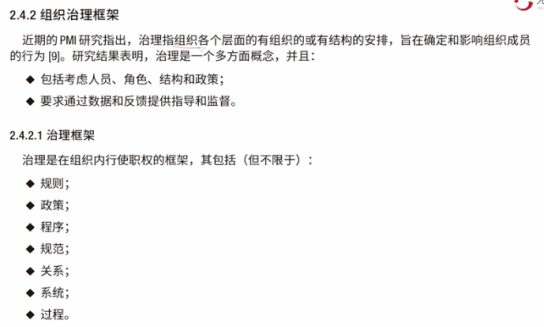 2.4.2 组织治理框架
近期的 PMI 研究指出，治理指组织各个层面的有组织的或有结构的安排，旨在确定和影响组织成员
的行为 [9]。研究结果表明，治理是一个多方面概念，并且：
◆ 包括考虑人员、角色、结构和政策；
◆ 要求通过数据和反馈提供指导和监督。
2.4.2.1 治理框架
治理是在组织内行使职权的框架，其包括（但不限于）：
◆ 规则；
◆ 政策；
◆ 程序；
◆ 规范；
◆ 关系；
◆ 系统；
◆ 过程。